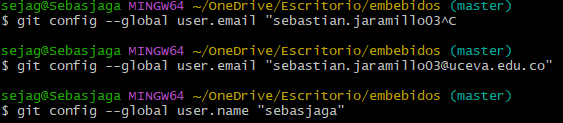 sejag@Sebasjaga MINGW64 ~/OneDrive/Escritorio/embebidos (master)
$ git config --global user.email "sebastian.jaramillo03^C
sejag@Sebasjaga MINGW64 ~/OneDrive/Escritorio/embebidos (master)
$ git config --global user.email "sebastian.jaramillo03@uceva.edu.co"
sejag@Sebasjaga MINGW64 ~/OneDrive/Escritorio/embebidos (master)
$ git config --global user.name "sebasjaga"